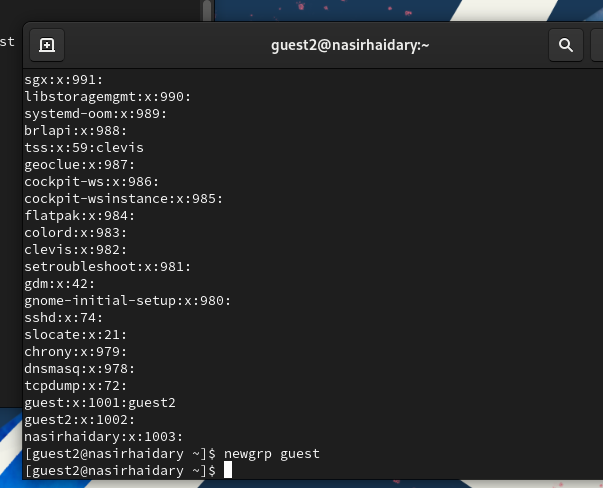 st
guest2@nasirhaidary:~
sgx:x:991:
libstoragemgmt:x:990:
systemd-oom:x:989:
brlapi:x:988:
tss:x:59:clevis
geoclue:x:987:
cockpit-ws:x:986:
cockpit-wsinstance:x:985:
flatpak:x:984:
colord:x:983:
clevis:x:982:
setroubleshoot:x:981:
gdm:x:42:
gnome-initial-setup:x:980:
sshd:x:74:
slocate:x:21:
chrony:x:979:
dnsmasq:x:978:
tcpdump:x:72:
guest:x:1001:guest2
guest2:x:1002:
nasirhaidary:x:1003:
[guest2@nasirhaidary ~]$ newgrp guest
[guest2@nasirhaidary ~]$